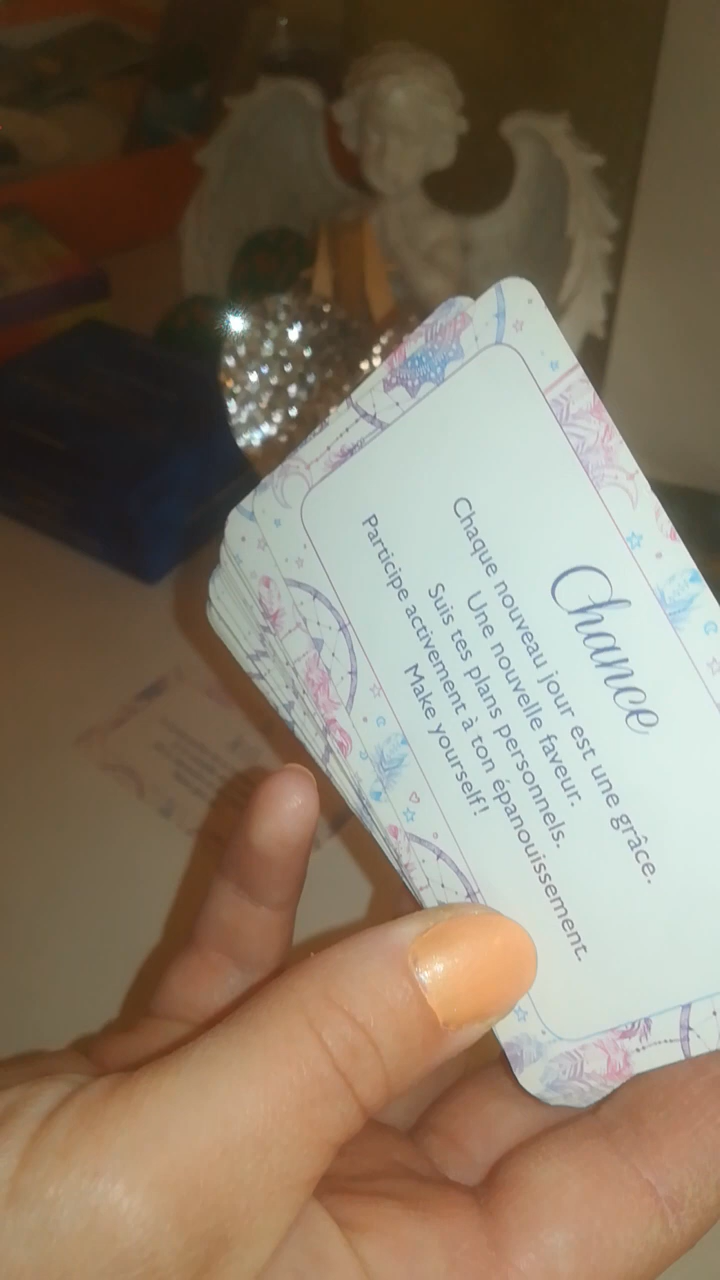 Chance
Chaque nouveau jour est une grâce.
Une nouvelle faveur.
Suis tes plans personnels.
Participe activement à ton épanouissement.
Make yourself!